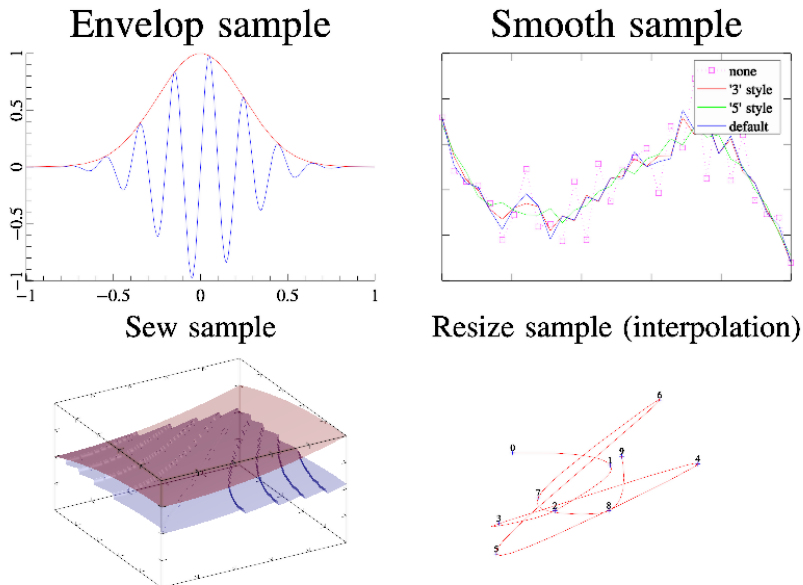 Envelop sample
1
0.5
0
−0.5
−1
−1
−0.5
0
0.5
1
Smooth sample
none
'3' style
'5' style
default
Sew sample
Resize sample (interpolation)
6
0
1
9
4
7
3
2
8
5